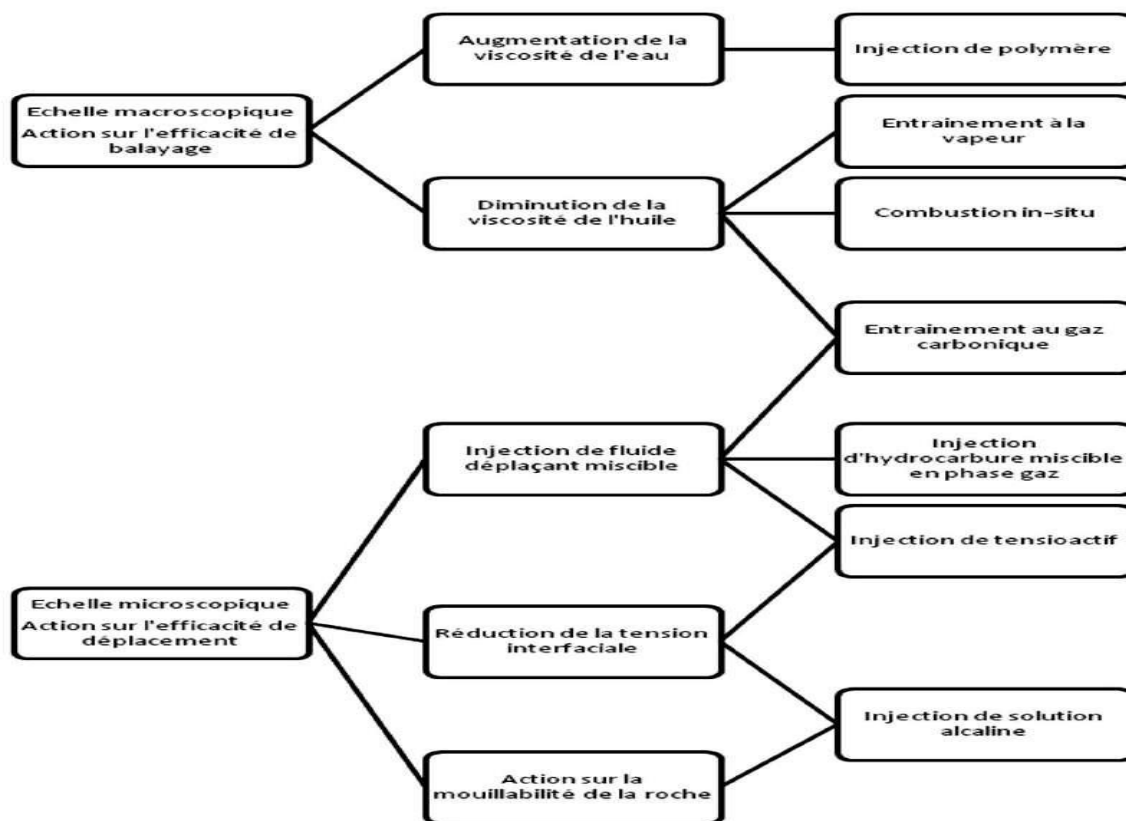 Echelle macroscopique
Action sur l'efficacité de
balayage
Augmentation de la
viscosité de l'eau
Injection de polymère
Diminution de la
viscosité de l'huile
Entrainement à la
vapeur
Combustion in-situ
Entrainement au gaz
carbonique
Echelle microscopique
Action sur l'efficacité de
déplacement
Injection de fluide
déplaçant miscible
Injection
d'hydrocarbure miscible
en phase gaz
Injection de tensioactif
Réduction de la tension
interfaciale
Injection de solution
alcaline
Action sur la
mouillabilité de la roche